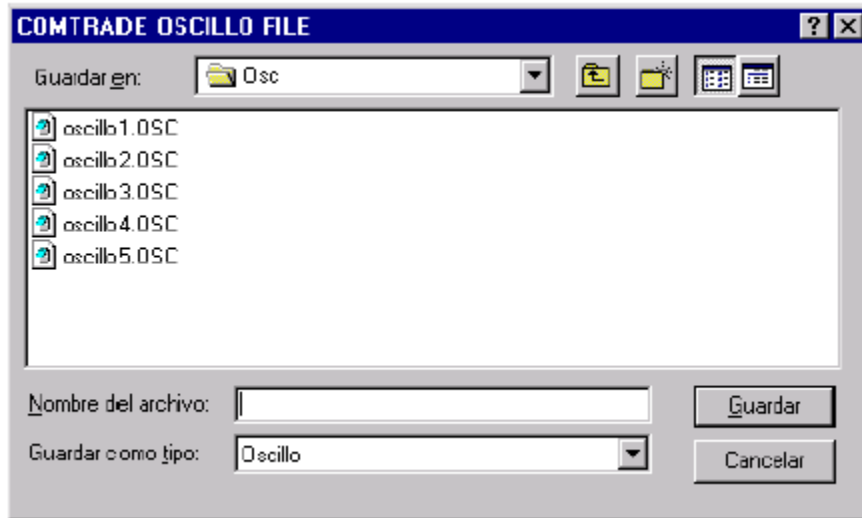 COMTRADE OSCILLO FILE
Guardar en: Osc
oscillo1.OSC
oscillo2.OSC
oscillo3.OSC
oscillo4.OSC
oscillo5.OSC
Nombre del archivo: Guardar
Guardar como tipo: Oscillo Cancelar